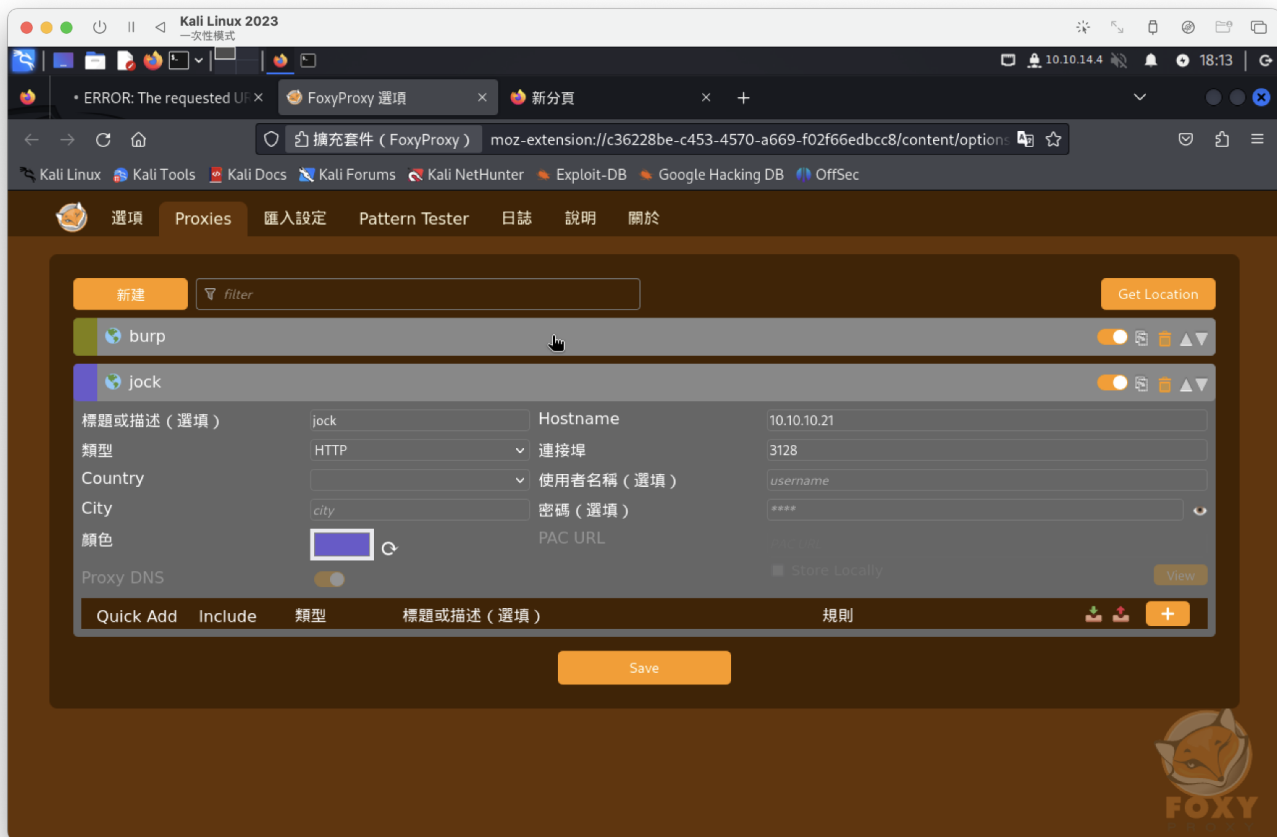 Kali Linux 2023
一次性模式
10.10.14.4
18:13
• ERROR: The requested UR
FoxyProxy 選項
新分頁
擴充套件（FoxyProxy）
moz-extension://c36228be-c453-4570-a669-f02f66edbcc8/content/options
Kali Linux
Kali Tools
Kali Docs
Kali Forums
Kali NetHunter
Exploit-DB
Google Hacking DB
OffSec
選項
Proxies
匯入設定
Pattern Tester
日誌
說明
關於
新建
filter
Get Location
burp
jock
標題或描述（選填）
jock
Hostname
10.10.10.21
類型
HTTP
連接埠
3128
Country
使用者名稱（選填）
username
City
city
密碼（選填）
****
顏色
PAC URL
Proxy DNS
Store Locally
View
Quick Add
Include
類型
標題或描述（選填）
規則
Save
FOXY